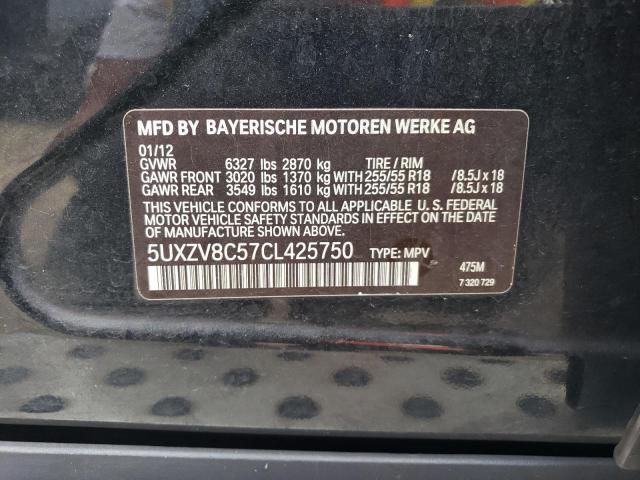 MFD BY BAYERISCHE MOTOREN WERKE AG
01/12
GVWR 6327 lbs 2870 kg TIRE / RIM
GAWR FRONT 3020 lbs 1370 kg WITH 255/55 R18 /8.5J x 18
GAWR REAR 3549 lbs 1610 kg WITH 255/55 R18 /8.5J x 18
THIS VEHICLE CONFORMS TO ALL APPLICABLE U. S. FEDERAL
MOTOR VEHICLE SAFETY STANDARDS IN EFFECT ON THE DATE OF
MANUFACTURE SHOWN ABOVE.
5UXZV8C57CL425750 TYPE: MPV
475M
7 320 729